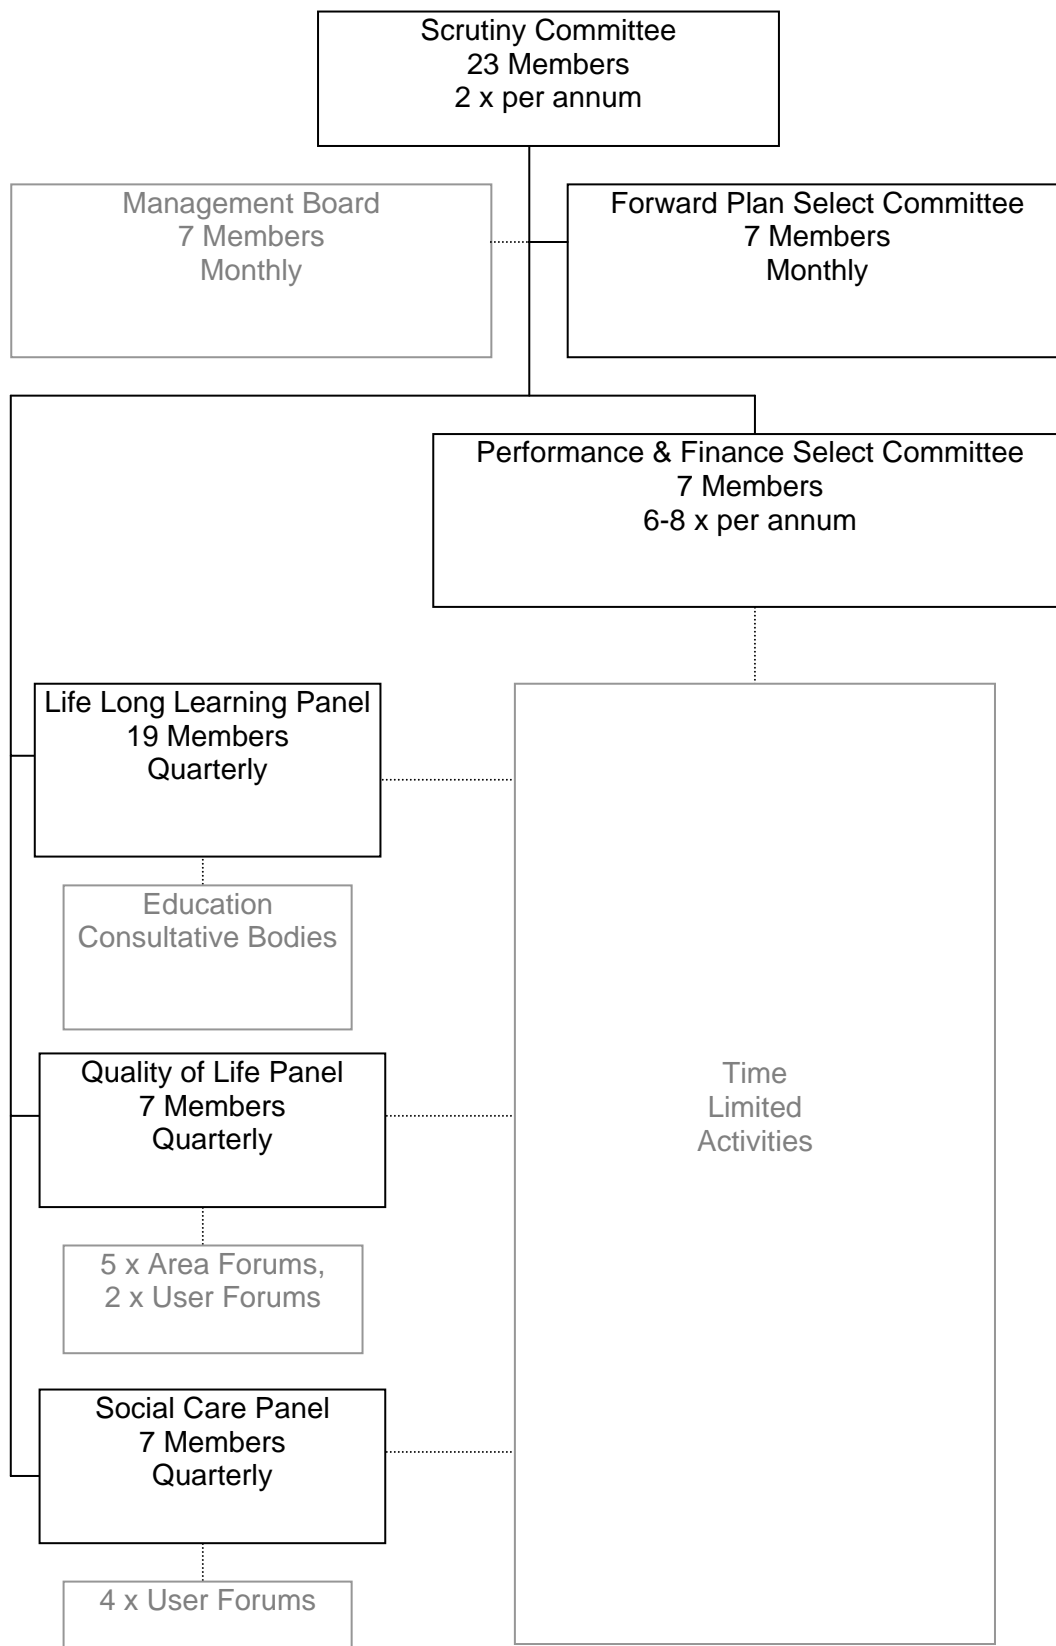 Scrutiny Committee
23 Members
2 x per annum
Management Board
7 Members
Monthly
Forward Plan Select Committee
7 Members
Monthly
Performance & Finance Select Committee
7 Members
6-8 x per annum
Life Long Learning Panel
19 Members
Quarterly
Education
Consultative Bodies
Quality of Life Panel
7 Members
Quarterly
Time
Limited
Activities
5 x Area Forums,
2 x User Forums
Social Care Panel
7 Members
Quarterly
4 x User Forums